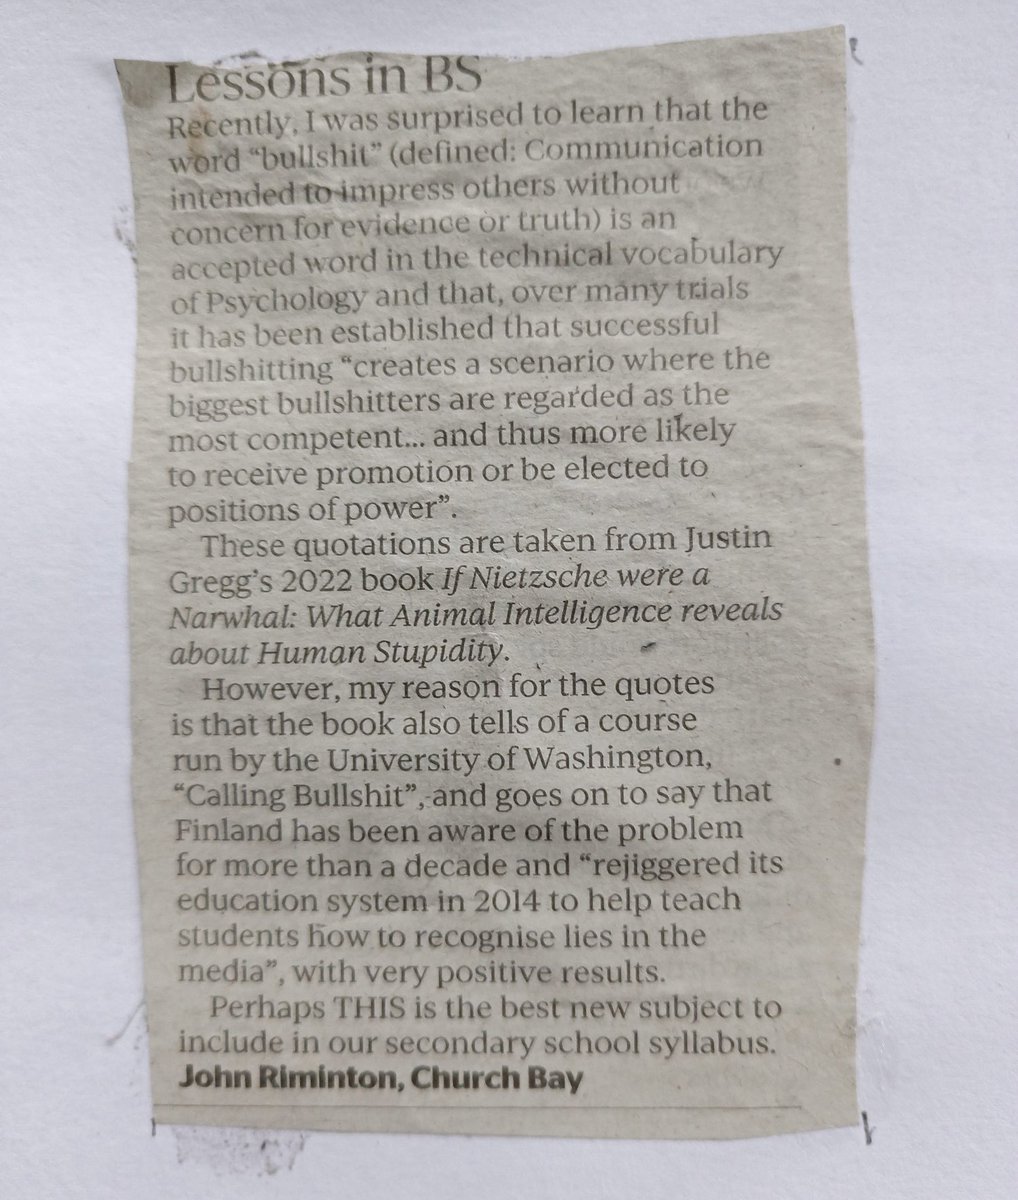 Lessons in BS
Recently, I was surprised to learn that the
word “bullshit” (defined: Communication
intended to impress others without
concern for evidence or truth) is an
accepted word in the technical vocabulary
of Psychology and that, over many trials
it has been established that successful
bullshitting “creates a scenario where the
biggest bullshitters are regarded as the
most competent... and thus more likely
to receive promotion or be elected to
positions of power”.
These quotations are taken from Justin
Gregg’s 2022 book If Nietzsche were a
Narwhal: What Animal Intelligence reveals
about Human Stupidity.
However, my reason for the quotes
is that the book also tells of a course
run by the University of Washington,
“Calling Bullshit”, and goes on to say that
Finland has been aware of the problem
for more than a decade and “rejiggered its
education system in 2014 to help teach
students how to recognise lies in the
media”, with very positive results.
Perhaps THIS is the best new subject to
include in our secondary school syllabus.
John Riminton, Church Bay